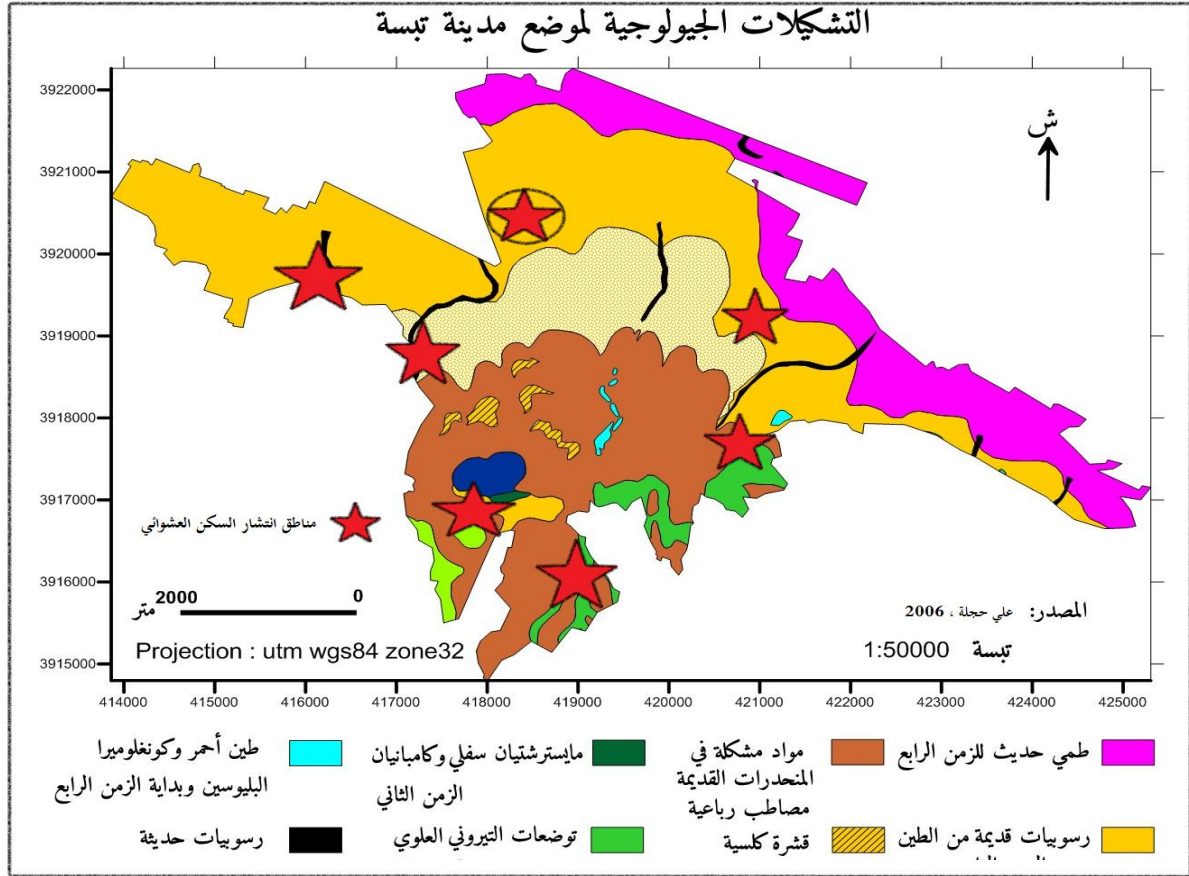 التشكيلات الجيولوجية لموضع مدينة تبسة
ش
3922000
3921000
3920000
3919000
3918000
3917000
3916000
3915000
مناطق انتشار السكن العشوائي
متر 2000 0
Projection : utm wgs84 zone32
المصدر: علي حجلة ، 2006
تبسة 1:50000
414000 415000 416000 417000 418000 419000 420000 421000 422000 423000 424000 425000
طمي حديث للزمن الرابع
مواد مشكلة في
المنحدرات القديمة
مصاطب رباعية
مايسترشتيان سفلي وكامبانيان
الزمن الثاني
طين أحمر وكونغلوميرا
البليوسين وبداية الزمن الرابع
رسوبيات قديمة من الطين
قشرة كلسية
توضعات التيروني العلوي
رسوبيات حديثة